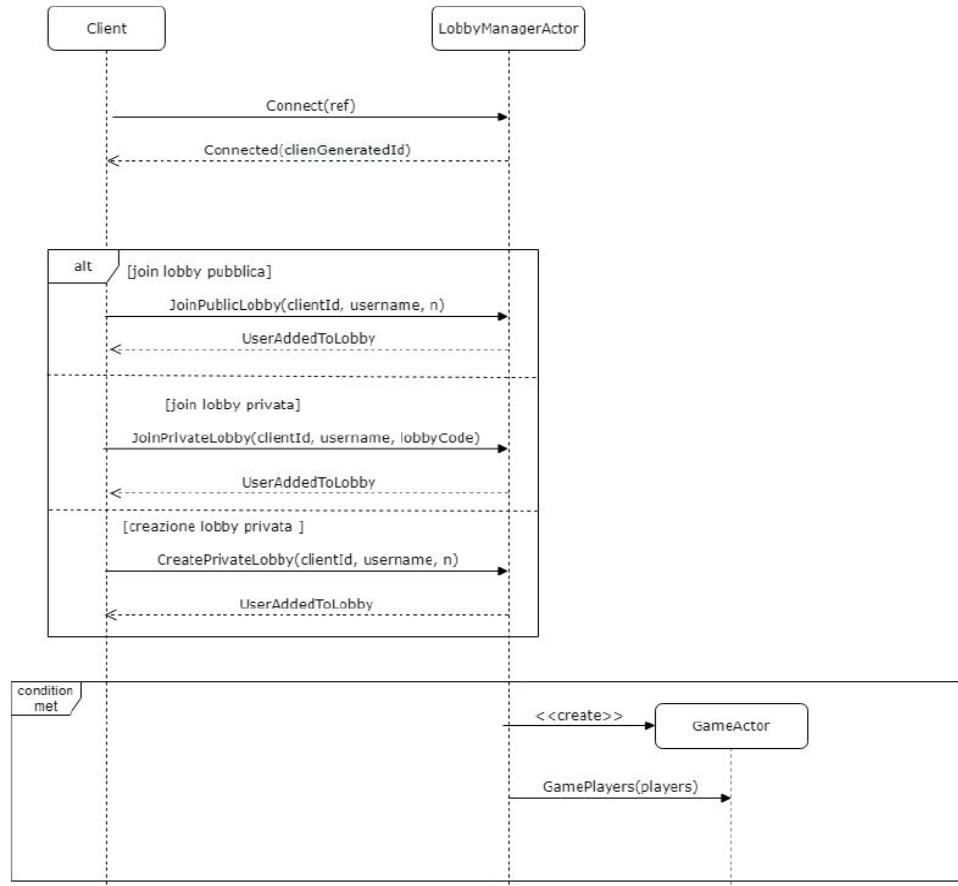 Client
LobbyManagerActor
Connect(ref)
Connected(clienGeneratedId)
alt
[join lobby pubblica]
JoinPublicLobby(clientId, username, n)
UserAddedToLobby
[join lobby privata]
JoinPrivateLobby(clientId, username, lobbyCode)
UserAddedToLobby
[creazione lobby privata ]
CreatePrivateLobby(clientId, username, n)
UserAddedToLobby
condition
met
<<create>>
GameActor
GamePlayers(players)